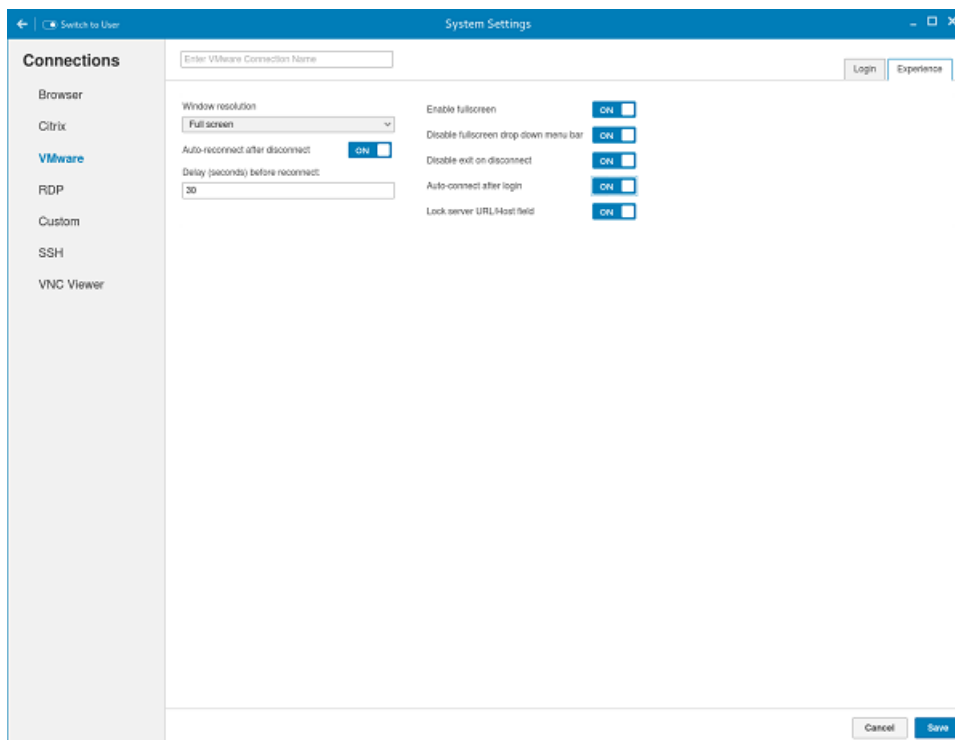 Switch to User
System Settings
Connections
Browser
Citrix
VMware
RDP
Custom
SSH
VNC Viewer
Enter VMware Connection Name
Login
Experience
Window resolution
Full screen
Auto-reconnect after disconnect
ON
Delay (seconds) before reconnect:
30
Enable fullscreen
ON
Disable fullscreen drop down menu bar
ON
Disable exit on disconnect
ON
Auto-connect after login
ON
Lock server URL/Host field
ON
Cancel
Save